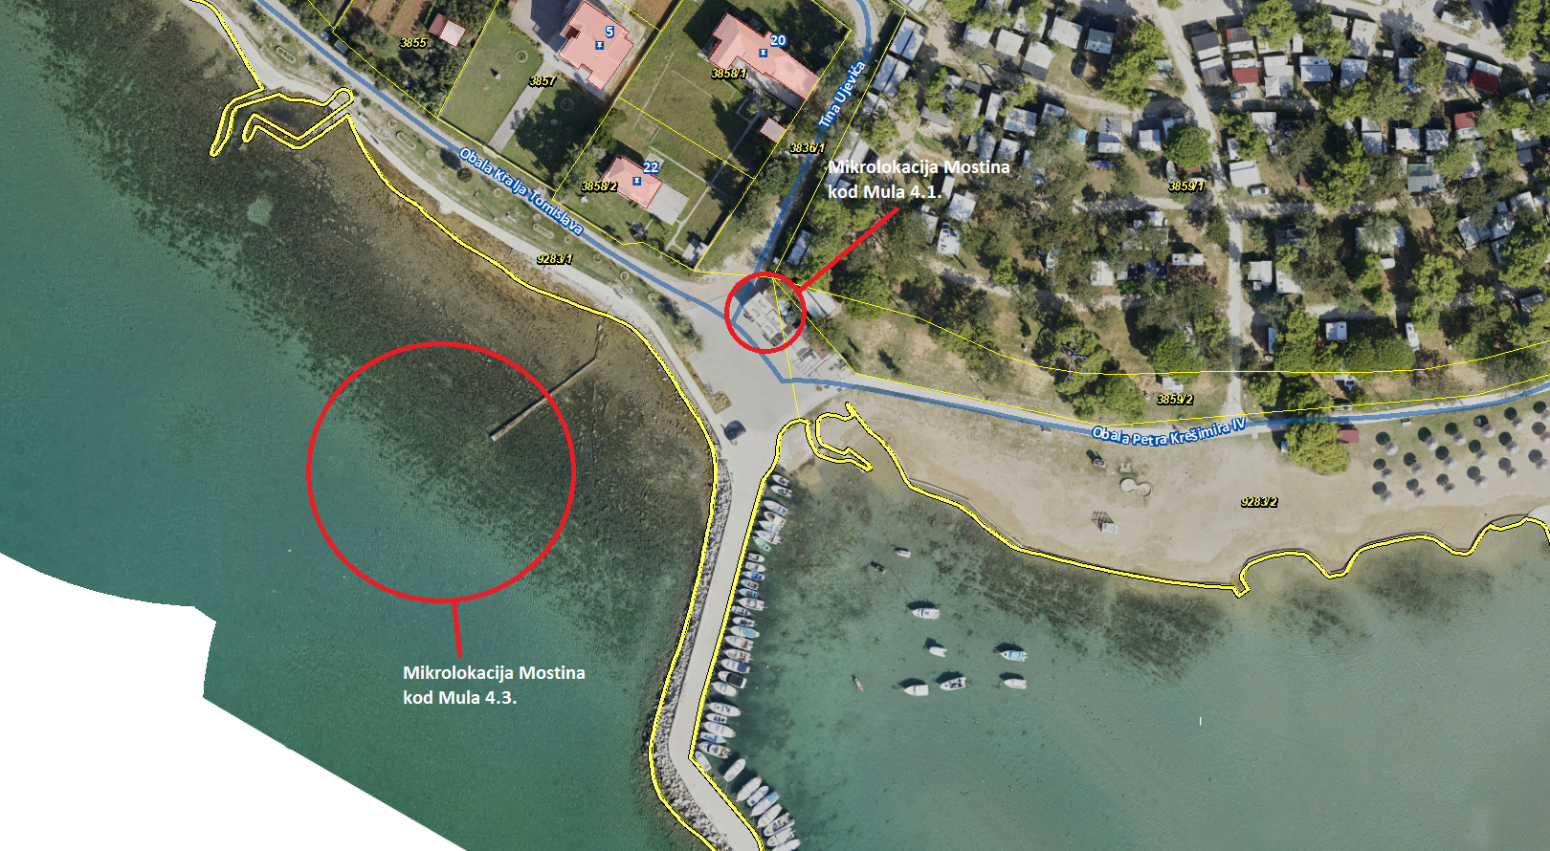 5
20
3855
3857
3858/1
Tina Ujevića
3836/1
Obala Kralja Tomislava
22
3858/2
Mikrolokacija Mostina
kod Mula 4.1.
3859/1
9283/1
3859/2
Obala Petra Krešimira IV
9283/2
Mikrolokacija Mostina
kod Mula 4.3.